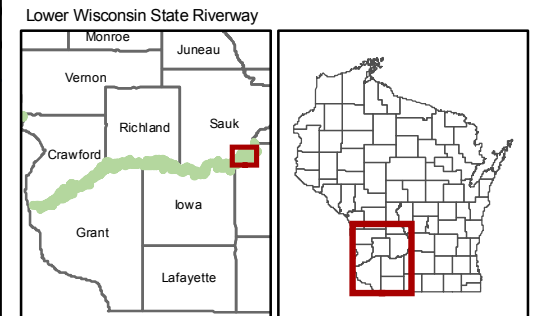 Lower Wisconsin State Riverway
Monroe
Juneau
Vernon
Richland
Sauk
Crawford
Iowa
Grant
Lafayette